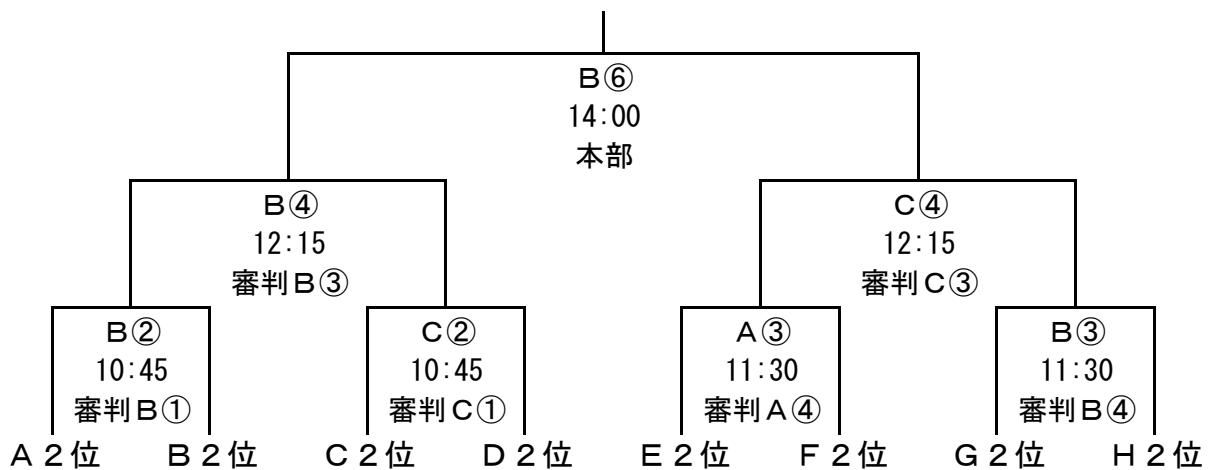 B⑥
14:00
本部
B④
12:15
審判B③
C④
12:15
審判C③
B②
10:45
審判B①
C②
10:45
審判C①
A③
11:30
審判A④
B③
11:30
審判B④
A2位 B2位 C2位 D2位 E2位 F2位 G2位 H2位